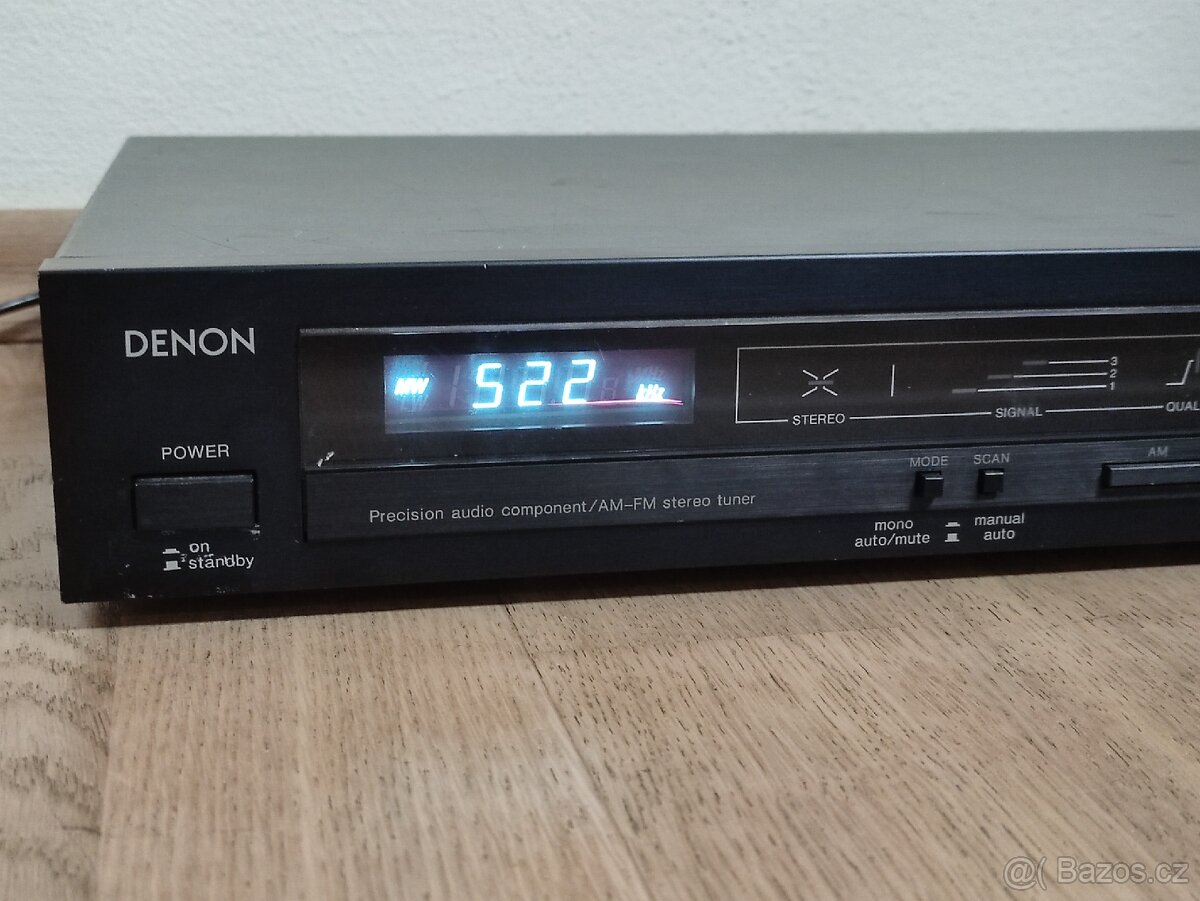 DENON
MW 522 kHz
STEREO
SIGNAL
3
2
1
QUAL
POWER
on
standby
Precision audio component/AM-FM stereo tuner
MODE
SCAN
AM
mono
auto/mute
manual
auto
@( Bazos.cz